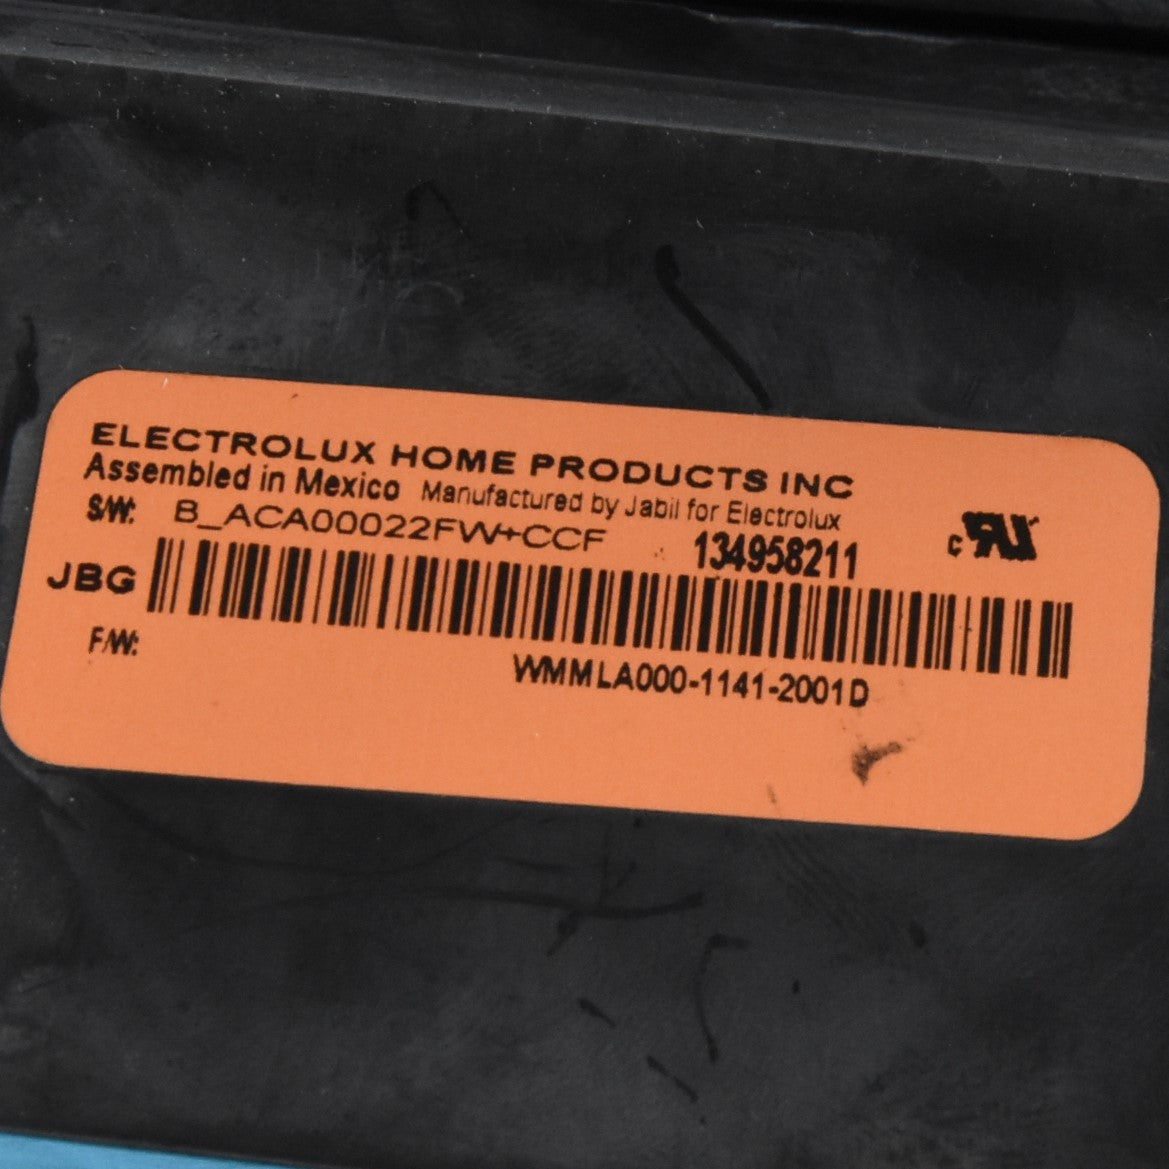 ELECTROLUX HOME PRODUCTS INC
Assembled in Mexico Manufactured by Jabil for Electrolux
S/W: B_ACA00022FW+CCF 134958211
c RU
JBG
F/W:
WMMLA000-1141-2001D